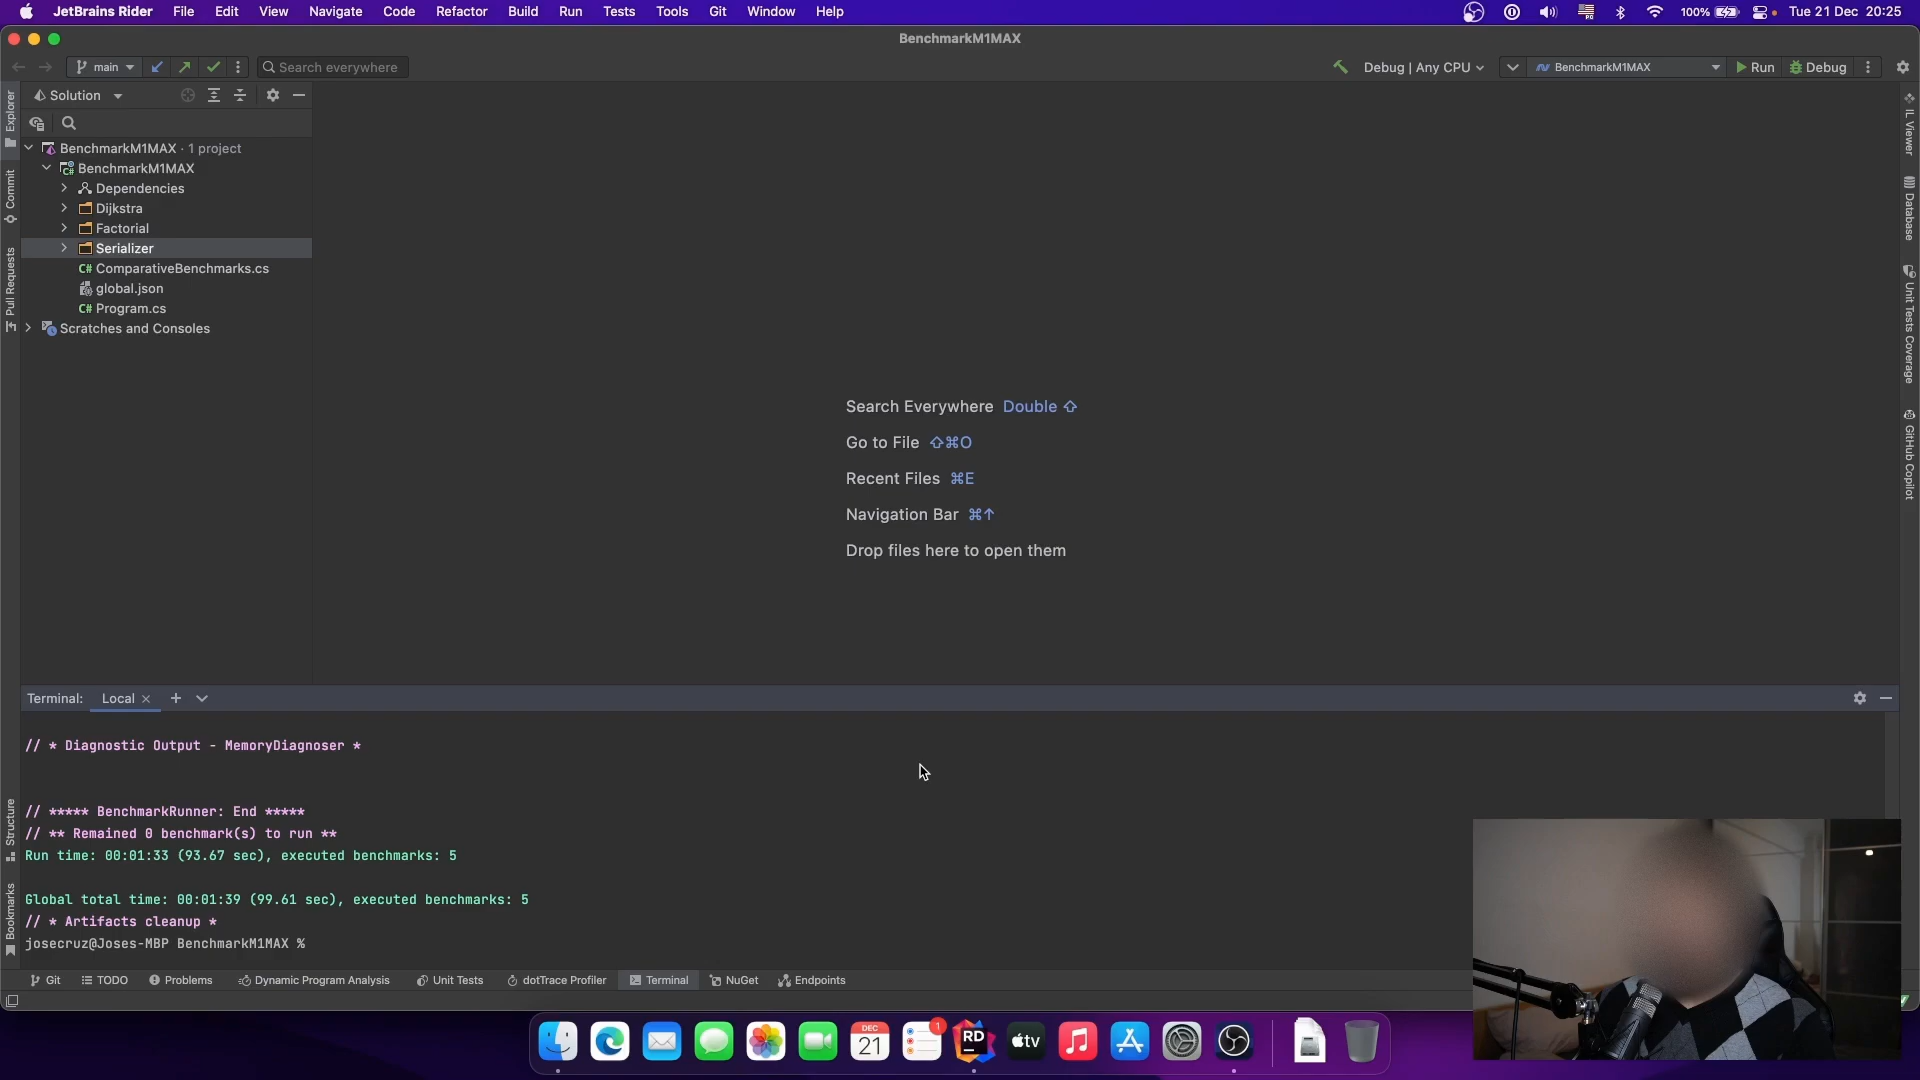 JetBrains Rider File Edit View Navigate Code Refactor Build Run Tests Tools Git Window Help 100% Tue 21 Dec 20:25
BenchmarkM1MAX
main Search everywhere Debug | Any CPU BenchmarkM1MAX Run Debug
Solution
BenchmarkM1MAX · 1 project
BenchmarkM1MAX
Dependencies
Dijkstra
Factorial
Serializer
C# ComparativeBenchmarks.cs
global.json
C# Program.cs
Scratches and Consoles
Explorer
Commit
Pull Requests
Structure
Bookmarks
IL Viewer
Database
Unit Tests Coverage
GitHub Copilot
Search Everywhere Double ⇧
Go to File ⇧⌘O
Recent Files ⌘E
Navigation Bar ⌘↑
Drop files here to open them
Terminal: Local
// * Diagnostic Output - MemoryDiagnoser *
// ***** BenchmarkRunner: End *****
// ** Remained 0 benchmark(s) to run **
Run time: 00:01:33 (93.67 sec), executed benchmarks: 5
Global total time: 00:01:39 (99.61 sec), executed benchmarks: 5
// * Artifacts cleanup *
josecruz@Joses-MBP BenchmarkM1MAX %
Git TODO Problems Dynamic Program Analysis Unit Tests dotTrace Profiler Terminal NuGet Endpoints
DEC
21
1
RD
tv